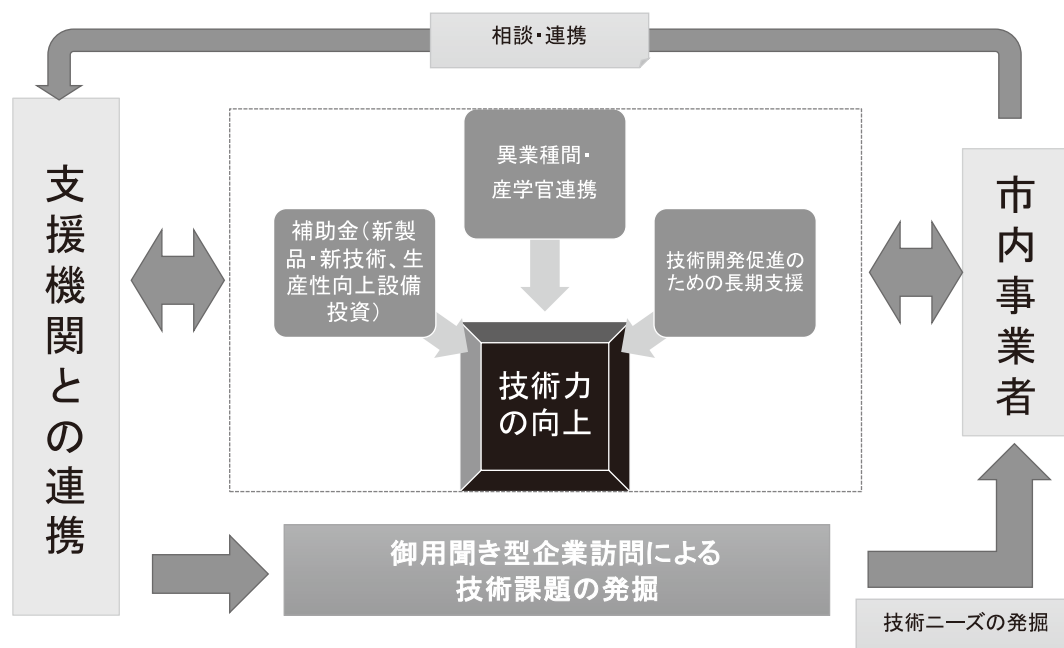 相談・連携
支援機関との連携
異業種間・
産学官連携
補助金（新製
品・新技術、生
産性向上設備
投資）
技術開発促進の
ための長期支援
技術力
の向上
市内事業者
御用聞き型企業訪問による
技術課題の発掘
技術ニーズの発掘